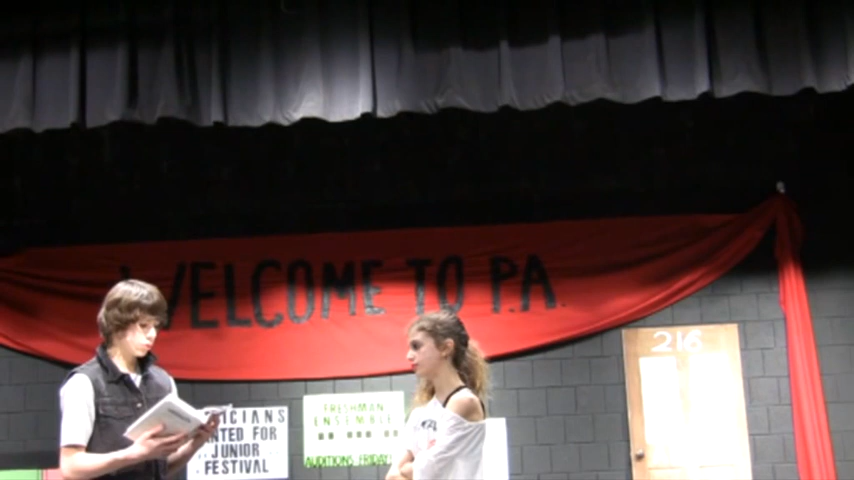 WELCOME TO P.A.
216
ICIANS
NTED FOR
JUNIOR
FESTIVAL
FRESHMAN
ENSEMBLE
AUDITIONS FRIDAY